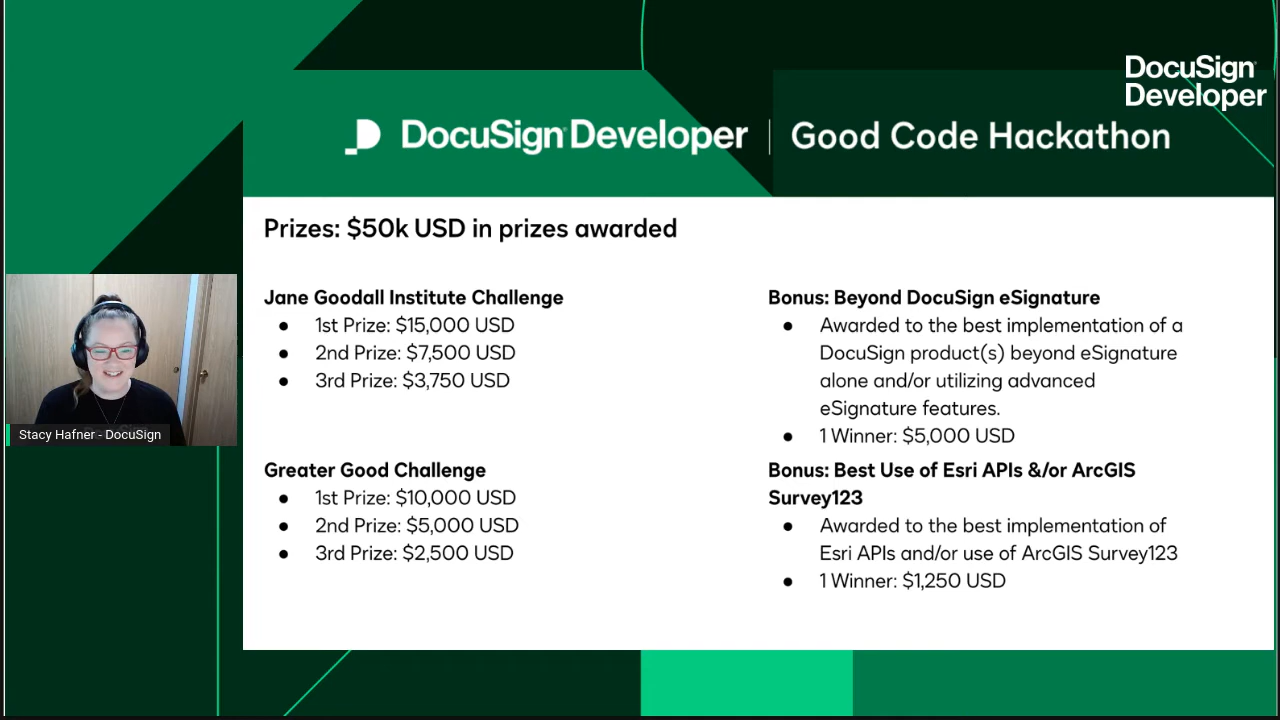 DocuSign
Developer
DocuSign Developer | Good Code Hackathon
Prizes: $50k USD in prizes awarded
Jane Goodall Institute Challenge
● 1st Prize: $15,000 USD
● 2nd Prize: $7,500 USD
● 3rd Prize: $3,750 USD
Greater Good Challenge
● 1st Prize: $10,000 USD
● 2nd Prize: $5,000 USD
● 3rd Prize: $2,500 USD
Bonus: Beyond DocuSign eSignature
● Awarded to the best implementation of a
DocuSign product(s) beyond eSignature
alone and/or utilizing advanced
eSignature features.
● 1 Winner: $5,000 USD
Bonus: Best Use of Esri APIs &/or ArcGIS
Survey123
● Awarded to the best implementation of
Esri APIs and/or use of ArcGIS Survey123
● 1 Winner: $1,250 USD
Stacy Hafner - DocuSign